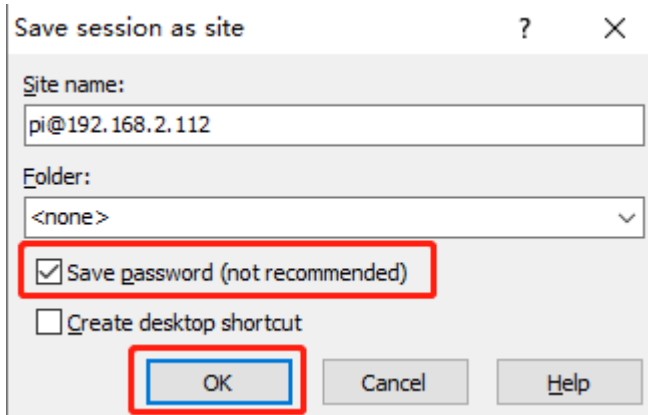 Save session as site ? ×
Site name:
pi@192.168.2.112
Folder:
<none>
Save password (not recommended)
Create desktop shortcut
OK Cancel Help